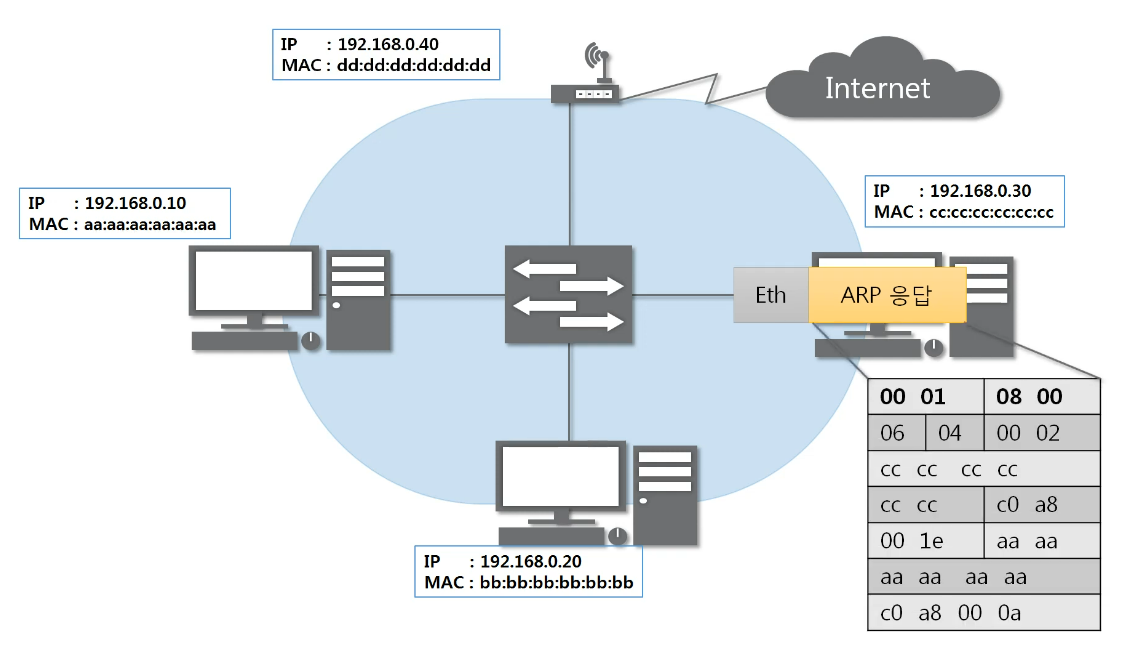 IP : 192.168.0.40
MAC : dd:dd:dd:dd:dd:dd
Internet
IP : 192.168.0.10
MAC : aa:aa:aa:aa:aa:aa
IP : 192.168.0.30
MAC : cc:cc:cc:cc:cc:cc
Eth
ARP 응답
00 01 08 00
06 04 00 02
cc cc cc cc
cc cc c0 a8
00 1e aa aa
aa aa aa aa
c0 a8 00 0a
IP : 192.168.0.20
MAC : bb:bb:bb:bb:bb:bb